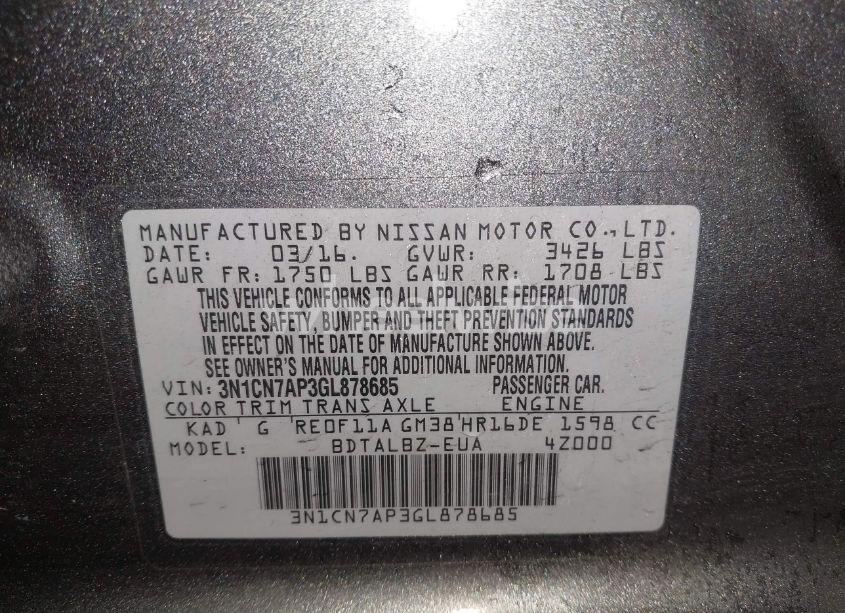 MANUFACTURED BY NISSAN MOTOR CO.,LTD.
DATE: 03/16. GVWR: 3426 LBS
GAWR FR: 1750 LBS GAWR RR: 1708 LBS
THIS VEHICLE CONFORMS TO ALL APPLICABLE FEDERAL MOTOR
VEHICLE SAFETY, BUMPER AND THEFT PREVENTION STANDARDS
IN EFFECT ON THE DATE OF MANUFACTURE SHOWN ABOVE.
SEE OWNER'S MANUAL FOR ADDITIONAL INFORMATION.
VIN: 3N1CN7AP3GL878685 PASSENGER CAR.
COLOR TRIM TRANS AXLE ENGINE
KAD G RE0F11A GM38 HR16DE 1598 CC
MODEL: BDTALBZ-EUA 4Z000
3N1CN7AP3GL878685